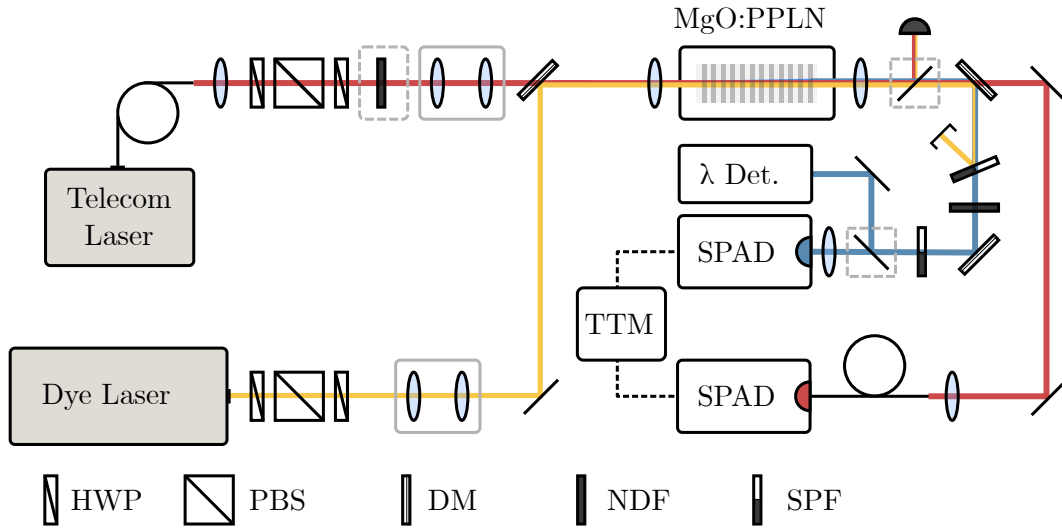 MgO:PPLN
Telecom
Laser
λ Det.
SPAD
TTM
Dye Laser
SPAD
HWP
PBS
DM
NDF
SPF